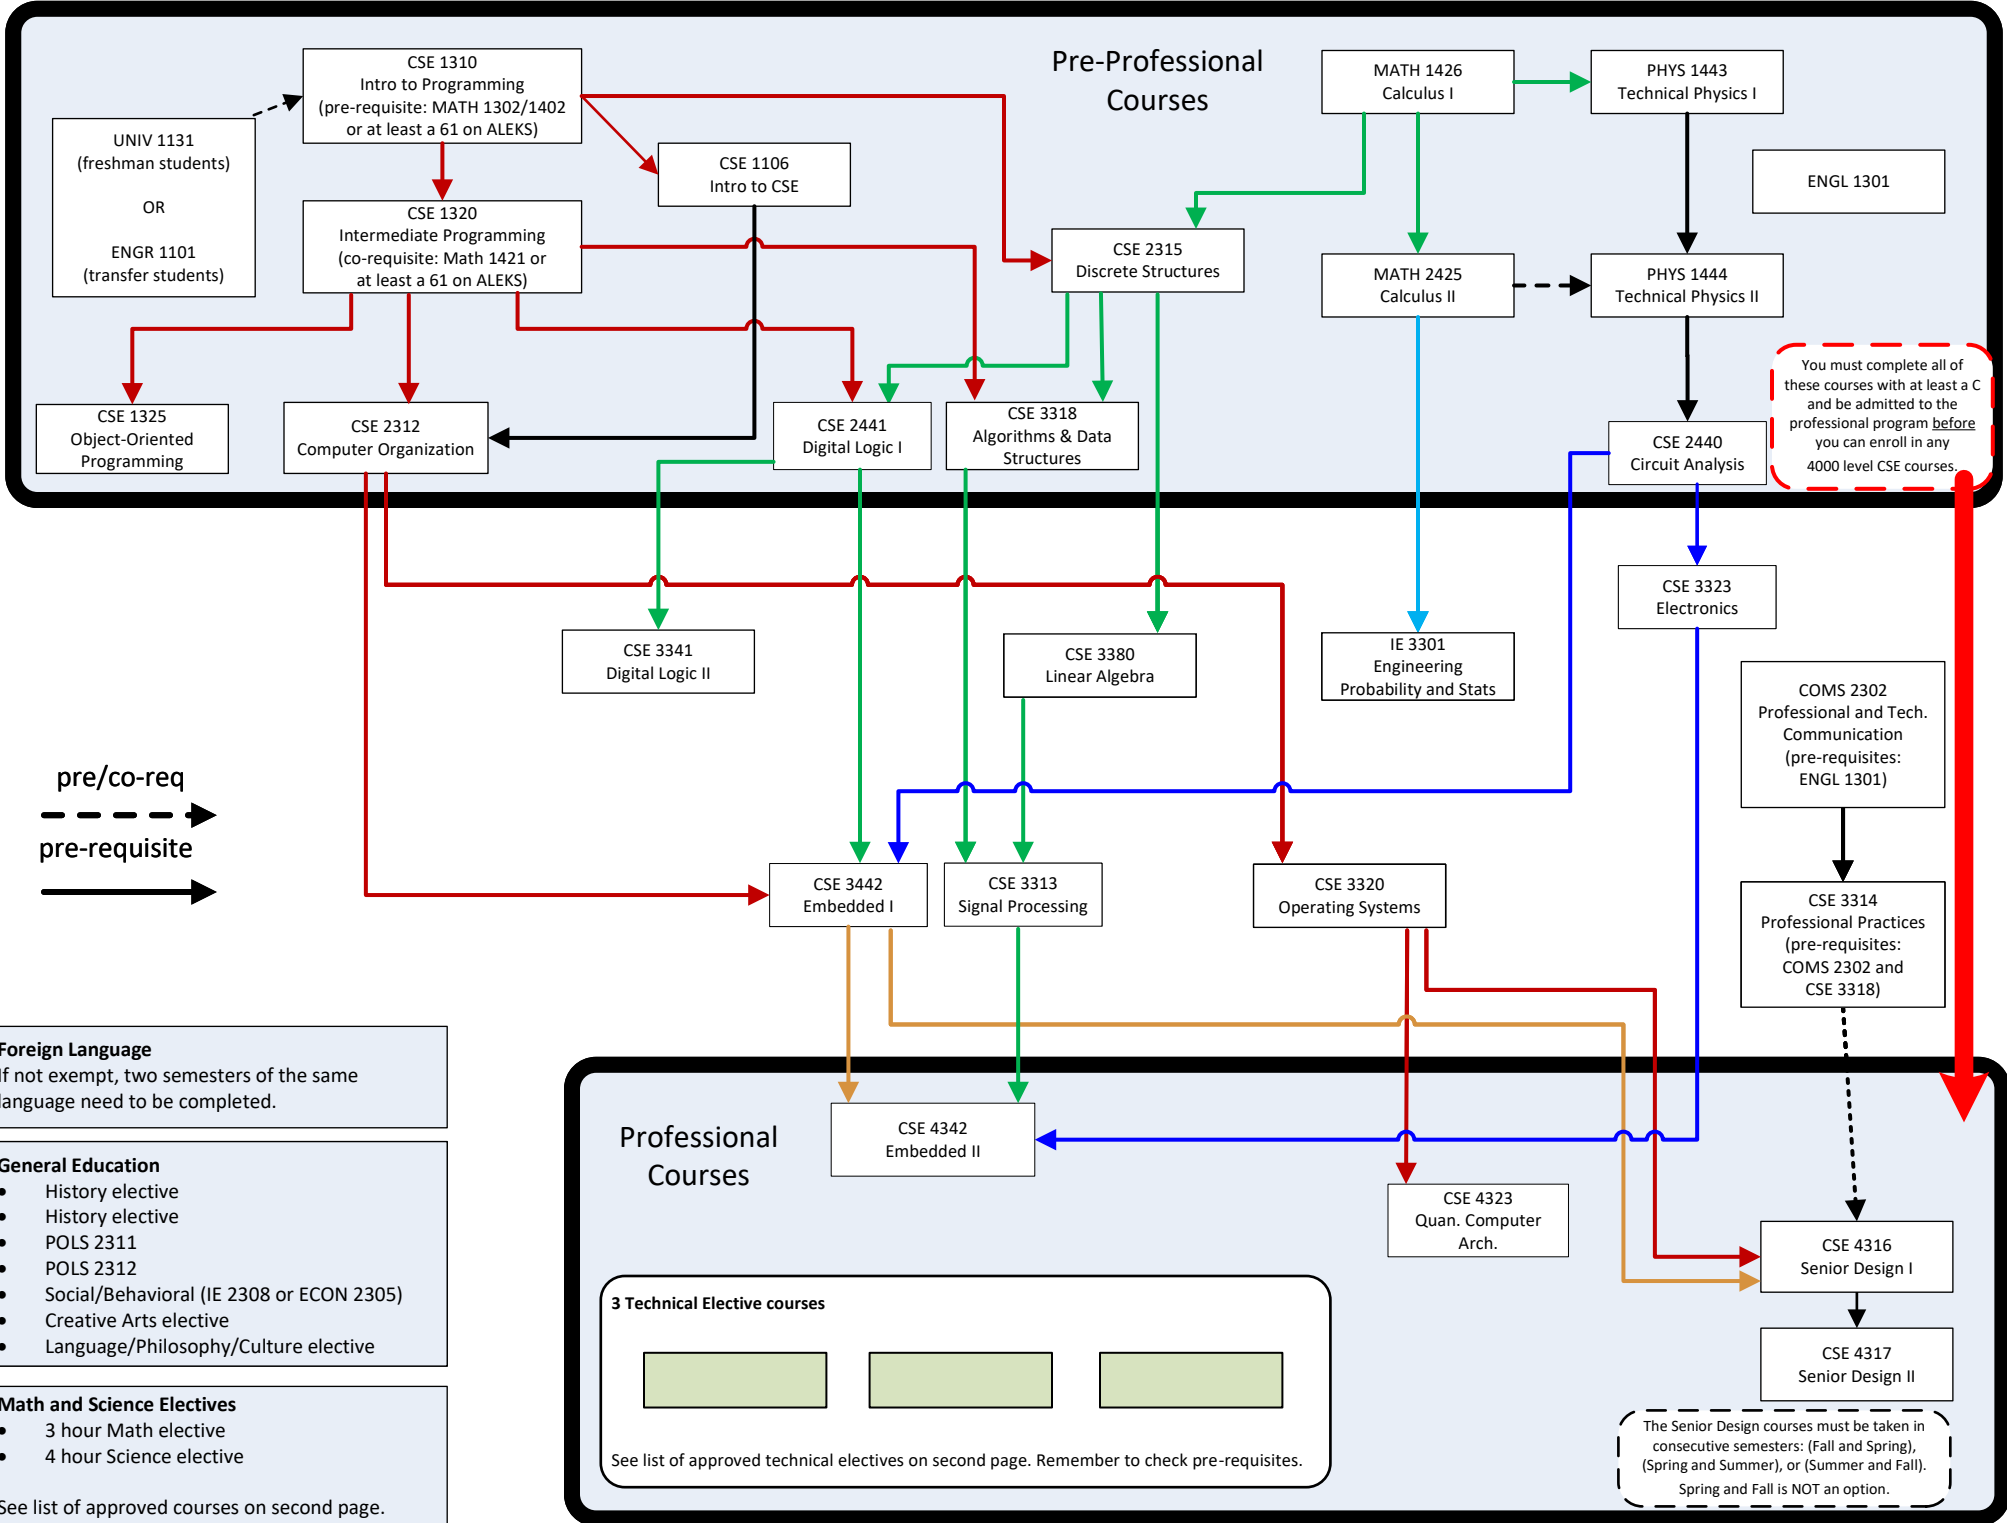 Pre-Professional
Courses
CSE 1310
Intro to Programming
(pre-requisite: MATH 1302/1402
or at least a 61 on ALEKS)
MATH 1426
Calculus I
PHYS 1443
Technical Physics I
UNIV 1131
(freshman students)
OR
ENGR 1101
(transfer students)
CSE 1106
Intro to CSE
ENGL 1301
CSE 1320
Intermediate Programming
(co-requisite: Math 1421 or
at least a 61 on ALEKS)
CSE 2315
Discrete Structures
MATH 2425
Calculus II
PHYS 1444
Technical Physics II
You must complete all of
these courses with at least a C
and be admitted to the
professional program before
you can enroll in any
4000 level CSE courses.
CSE 1325
Object-Oriented
Programming
CSE 2312
Computer Organization
CSE 2441
Digital Logic I
CSE 3318
Algorithms & Data
Structures
CSE 2440
Circuit Analysis
CSE 3323
Electronics
CSE 3341
Digital Logic II
CSE 3380
Linear Algebra
IE 3301
Engineering
Probability and Stats
COMS 2302
Professional and Tech.
Communication
(pre-requisites:
ENGL 1301)
pre/co-req
pre-requisite
CSE 3442
Embedded I
CSE 3313
Signal Processing
CSE 3320
Operating Systems
CSE 3314
Professional Practices
(pre-requisites:
COMS 2302 and
CSE 3318)
Foreign Language
If not exempt, two semesters of the same
language need to be completed.
General Education
• History elective
• History elective
• POLS 2311
• POLS 2312
• Social/Behavioral (IE 2308 or ECON 2305)
• Creative Arts elective
• Language/Philosophy/Culture elective
Math and Science Electives
• 3 hour Math elective
• 4 hour Science elective
See list of approved courses on second page.
Professional
Courses
CSE 4342
Embedded II
CSE 4323
Quan. Computer
Arch.
CSE 4316
Senior Design I
CSE 4317
Senior Design II
3 Technical Elective courses
See list of approved technical electives on second page. Remember to check pre-requisites.
The Senior Design courses must be taken in
consecutive semesters: (Fall and Spring),
(Spring and Summer), or (Summer and Fall).
Spring and Fall is NOT an option.